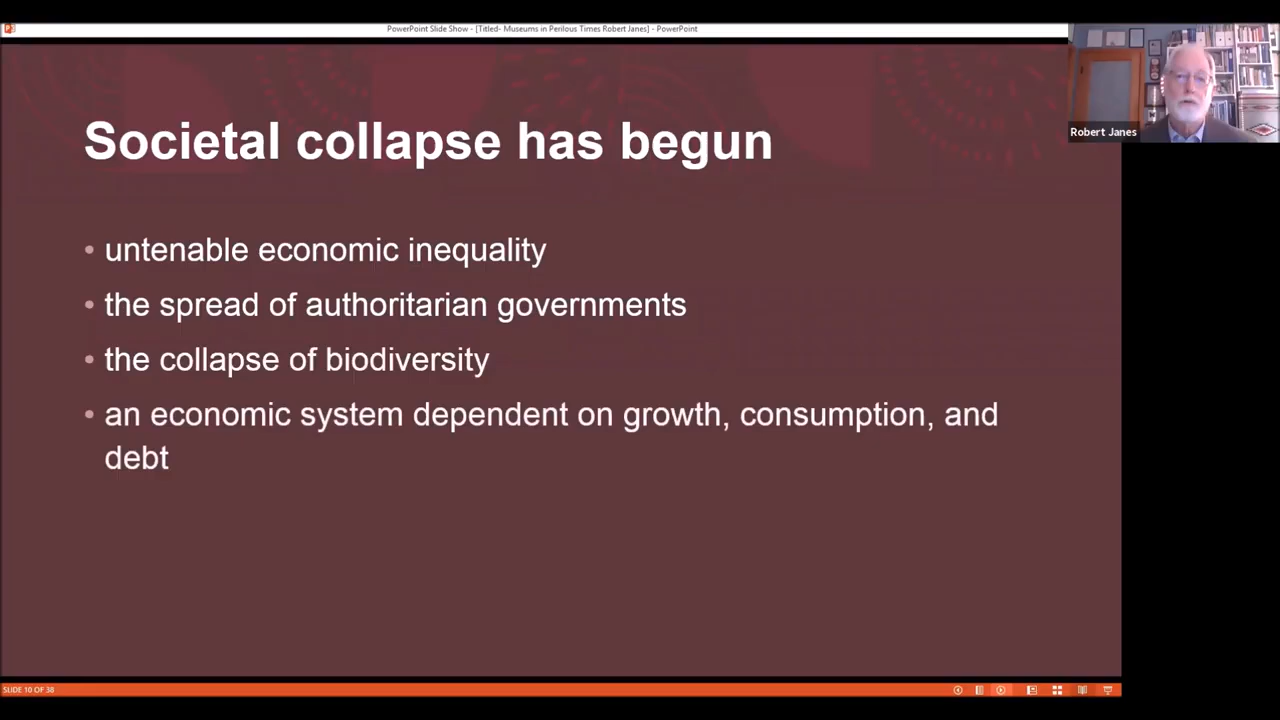 PowerPoint Slide Show - [Titled- Museums in Perilous Times Robert Janes] - PowerPoint
Robert Janes
Societal collapse has begun
• untenable economic inequality
• the spread of authoritarian governments
• the collapse of biodiversity
• an economic system dependent on growth, consumption, and
debt
SLIDE 10 OF 38